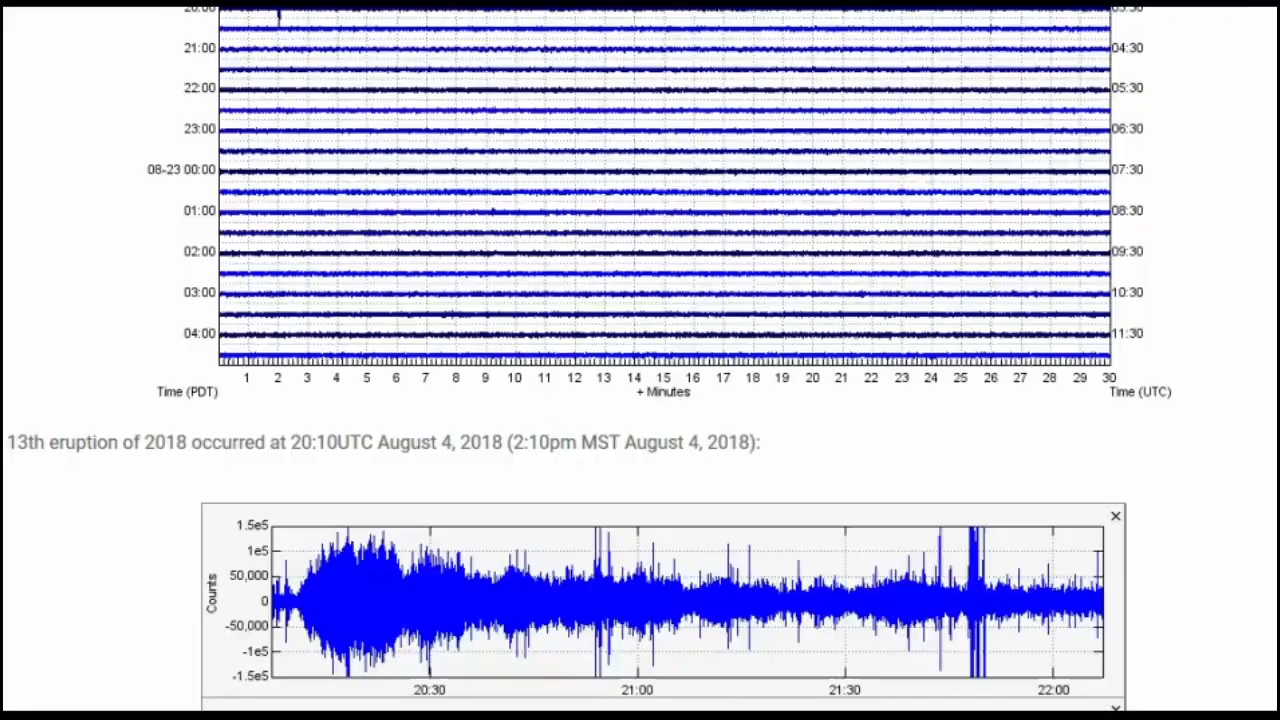 20:00 03:30
21:00 04:30
22:00 05:30
23:00 06:30
08-23 00:00 07:30
01:00 08:30
02:00 09:30
03:00 10:30
04:00 11:30
1 2 3 4 5 6 7 8 9 10 11 12 13 14 15 16 17 18 19 20 21 22 23 24 25 26 27 28 29 30
Time (PDT) + Minutes Time (UTC)
13th eruption of 2018 occurred at 20:10UTC August 4, 2018 (2:10pm MST August 4, 2018):
1.5e5
1e5
50,000
0
-50,000
-1e5
-1.5e5
Counts
20:30 21:00 21:30 22:00